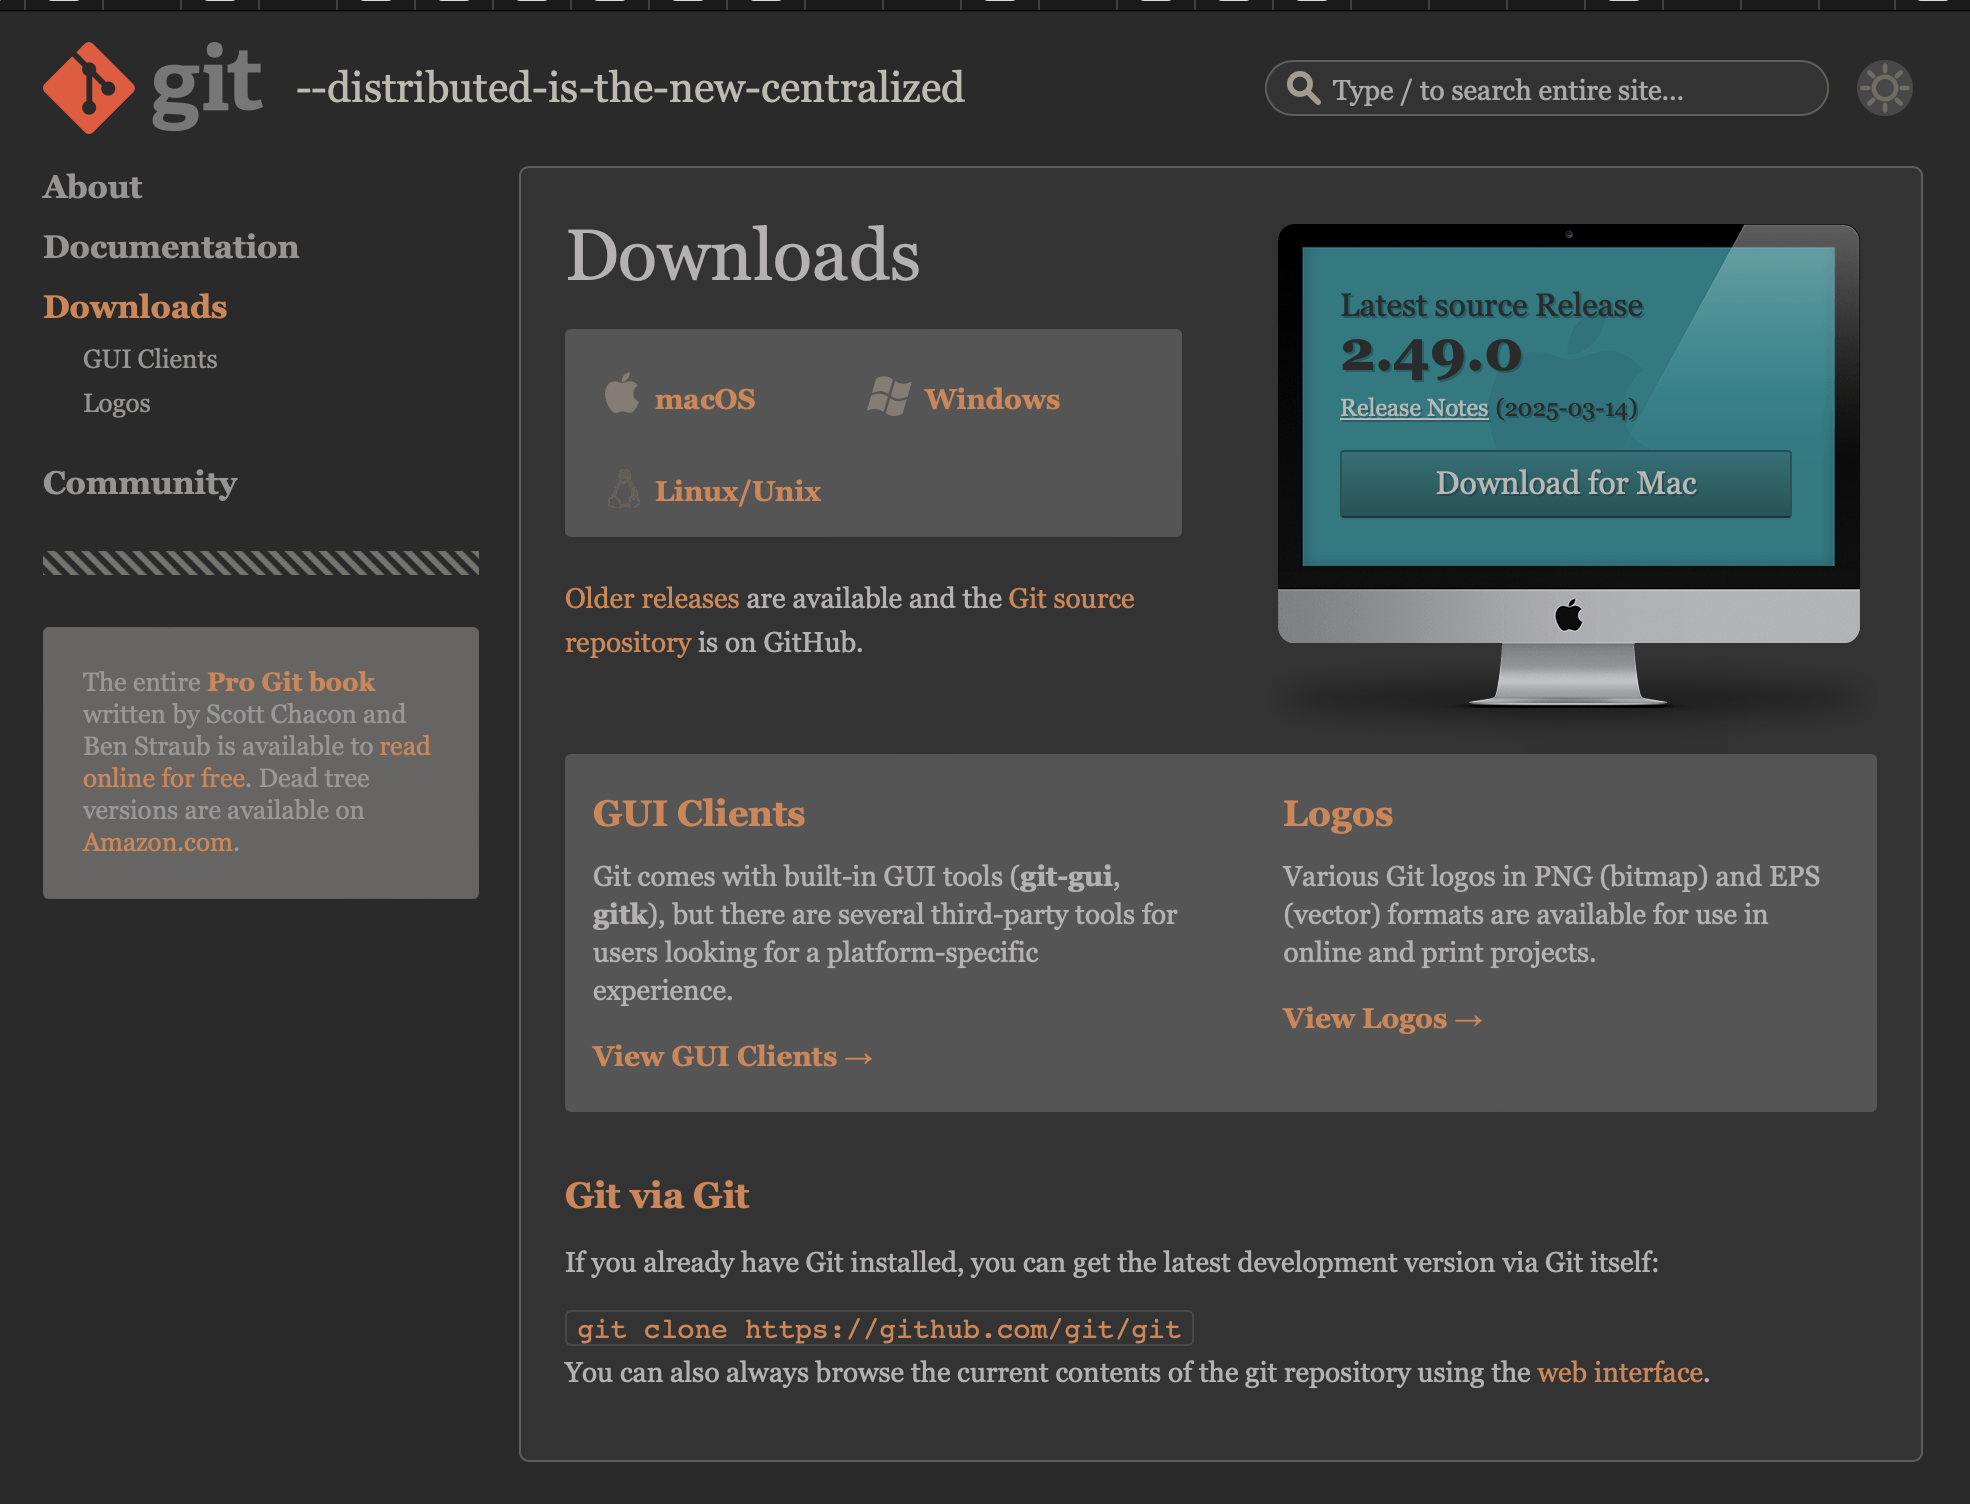 git --distributed-is-the-new-centralized
Type / to search entire site...
About
Documentation
Downloads
GUI Clients
Logos
Community
The entire Pro Git book
written by Scott Chacon and
Ben Straub is available to read
online for free. Dead tree
versions are available on
Amazon.com.
Downloads
macOS
Windows
Linux/Unix
Older releases are available and the Git source
repository is on GitHub.
Latest source Release
2.49.0
Release Notes (2025-03-14)
Download for Mac
GUI Clients
Git comes with built-in GUI tools (git-gui,
gitk), but there are several third-party tools for
users looking for a platform-specific
experience.
View GUI Clients →
Logos
Various Git logos in PNG (bitmap) and EPS
(vector) formats are available for use in
online and print projects.
View Logos →
Git via Git
If you already have Git installed, you can get the latest development version via Git itself:
git clone https://github.com/git/git
You can also always browse the current contents of the git repository using the web interface.